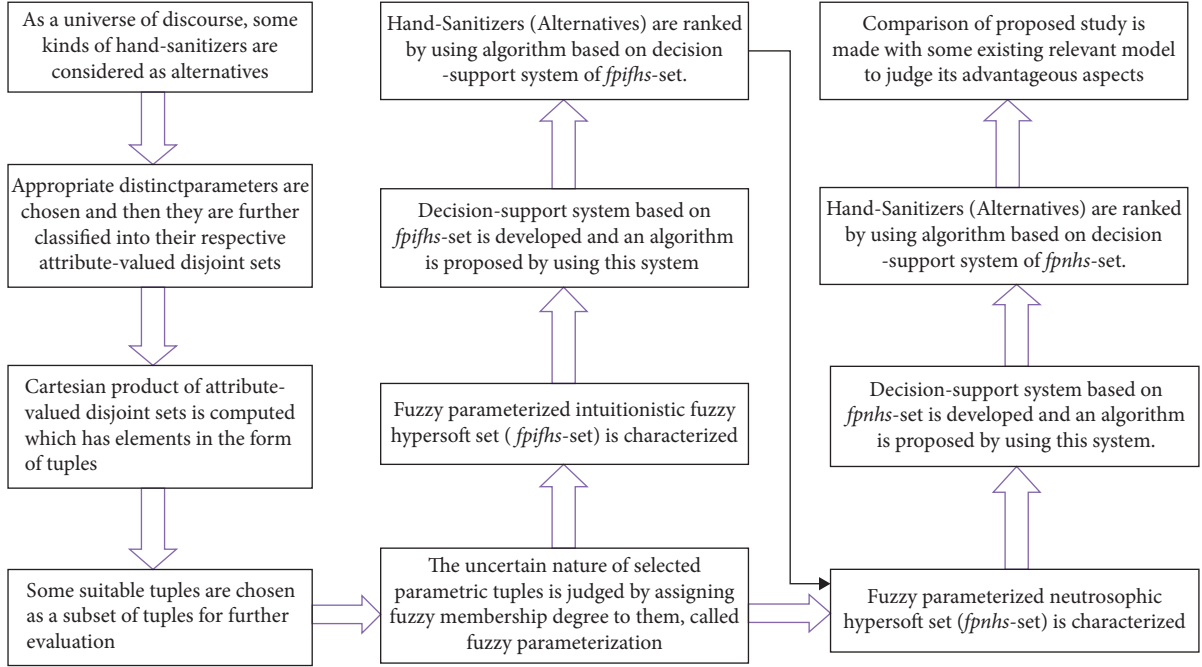 As a universe of discourse, some
kinds of hand-sanitizers are
considered as alternatives
Appropriate distinctparameters are
chosen and then they are further
classified into their respective
attribute-valued disjoint sets
Cartesian product of attribute-
valued disjoint sets is computed
which has elements in the form
of tuples
Some suitable tuples are chosen
as a subset of tuples for further
evaluation
Hand-Sanitizers (Alternatives) are ranked
by using algorithm based on decision
-support system of fpifhs-set.
Decision-support system based on
fpifhs-set is developed and an algorithm
is proposed by using this system
Fuzzy parameterized intuitionistic fuzzy
hypersoft set ( fpifhs-set) is characterized
The uncertain nature of selected
parametric tuples is judged by assigning
fuzzy membership degree to them, called
fuzzy parameterization
Comparison of proposed study is
made with some existing relevant model
to judge its advantageous aspects
Hand-Sanitizers (Alternatives) are ranked
by using algorithm based on decision
-support system of fpnhs-set.
Decision-support system based on
fpnhs-set is developed and an algorithm
is proposed by using this system.
Fuzzy parameterized neutrosophic
hypersoft set (fpnhs-set) is characterized